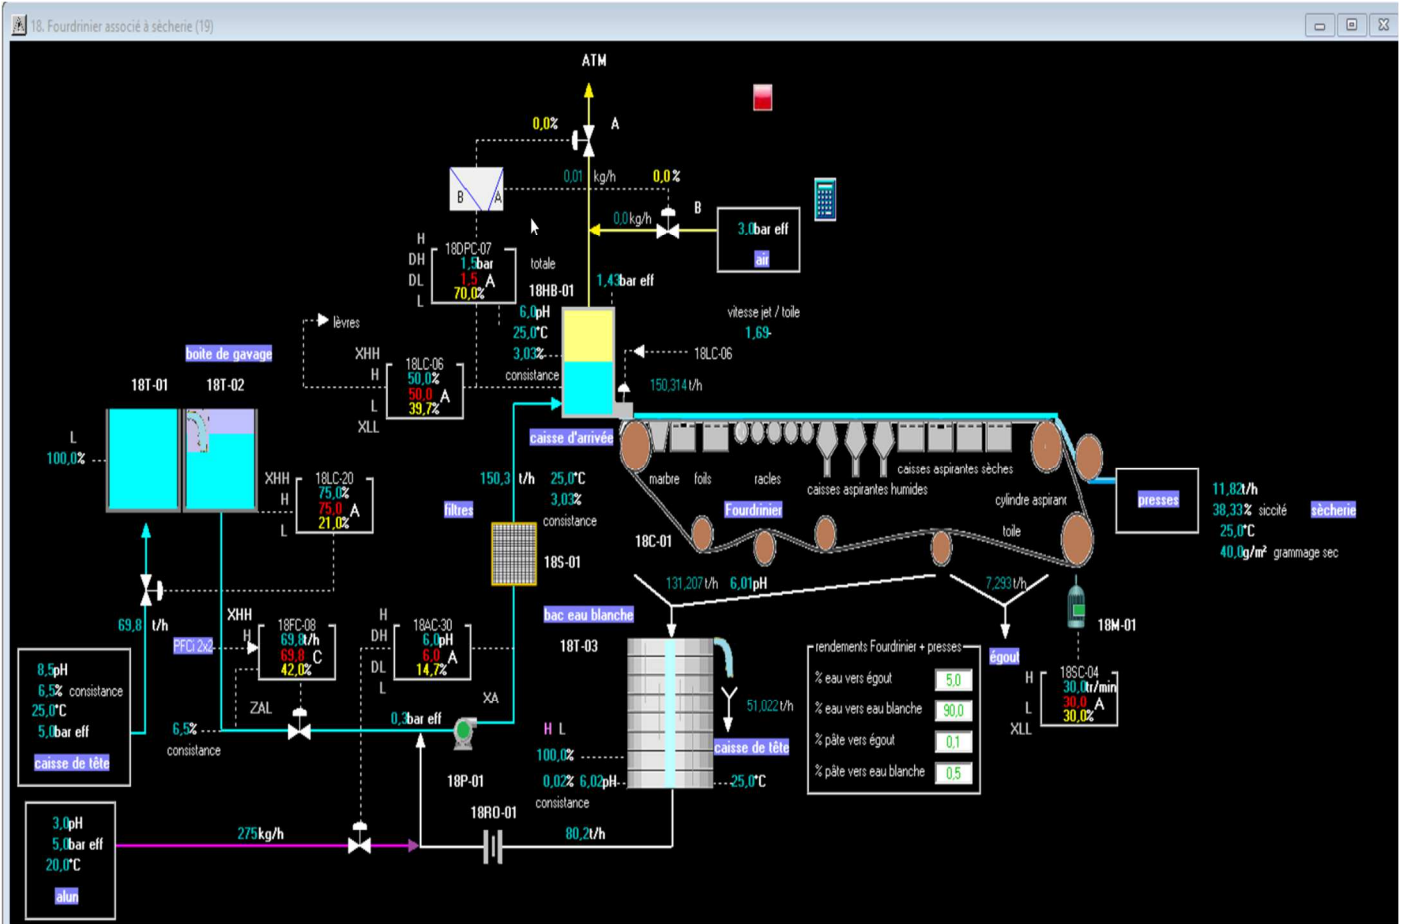 18. Fourdrinier associé à sècherie (19)
ATM
0,0% A
0,01 kg/h 0,0%
B A
B
0,0kg/h
3,0bar eff
air
H
DH
DL
L
18DPC-07
1,5bar
1,5 A
70,0%
totale
18HB-01
1,43bar eff
6,0pH
25,0°C
3,03%
consistance
vitesse jet / toile
1,69-
lèvres
18LC-06
150,314 t/h
boite de gavage
18T-01 18T-02
XHH
H
L
XLL
18LC-06
50,0%
50,0 A
39,7%
caisse d'arrivée
L
100,0%
XHH
H
L
18LC-20
75,0%
75,0 A
21,0%
150,3 t/h 25,0°C
3,03%
consistance
filtres
18S-01
marbre foils racles
caisses aspirantes humides
caisses aspirantes sèches
cylindre aspirant
toile
Fourdrinier
18C-01
presses
11,82t/h
38,33% siccité
25,0°C
40,0g/m² grammage sec
sècherie
131,207t/h 6,01pH
7,293t/h
69,8 t/h
PFCi 2x2
XHH
H
18FC-08
69,8t/h
69,8 C
42,0%
ZAL
H
DH
DL
L
18AC-30
6,0pH
6,0 A
14,7%
XA
bac eau blanche
18T-03
égout
18M-01
H
L
XLL
18SC-04
30,0tr/min
30,0 A
30,0%
rendements Fourdrinier + presses
% eau vers égout 5,0
% eau vers eau blanche 90,0
% pâte vers égout 0,1
% pâte vers eau blanche 0,5
8,5pH
6,5% consistance
25,0°C
5,0bar eff
caisse de tête
6,5%
consistance
0,3bar eff
18P-01
51,022t/h
caisse de tête
H L
100,0%
0,02% 6,02pH
consistance
25,0°C
18RO-01
80,2t/h
275kg/h
3,0pH
5,0bar eff
20,0°C
alun